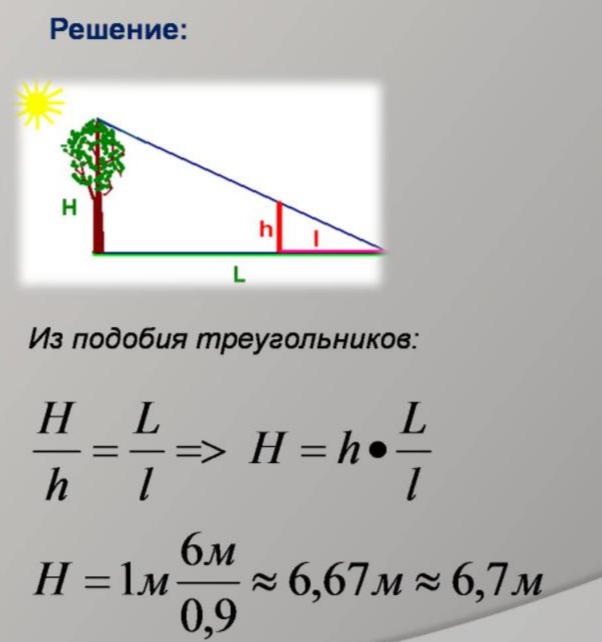 Решение:
H
h
l
L
Из подобия треугольников:
H/h = L/l => H = h•L/l
H = 1м 6м/0,9 ≈ 6,67м ≈ 6,7м